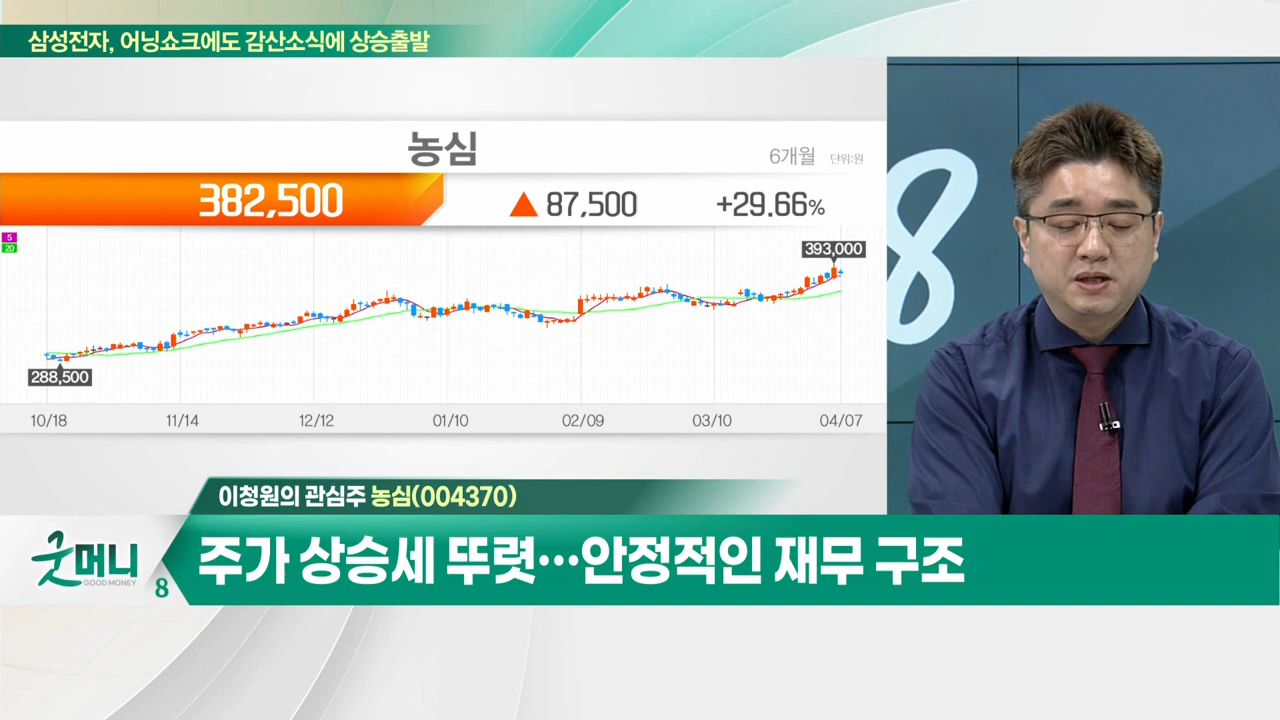 삼성전자, 어닝쇼크에도 감산소식에 상승출발
농심
6개월 단위:원
382,500 ▲ 87,500 +29.66%
5
20
393,000
288,500
10/18 11/14 12/12 01/10 02/09 03/10 04/07
8
이청원의 관심주 농심(004370)
굿머니
GOOD MONEY
8
주가 상승세 뚜렷…안정적인 재무 구조